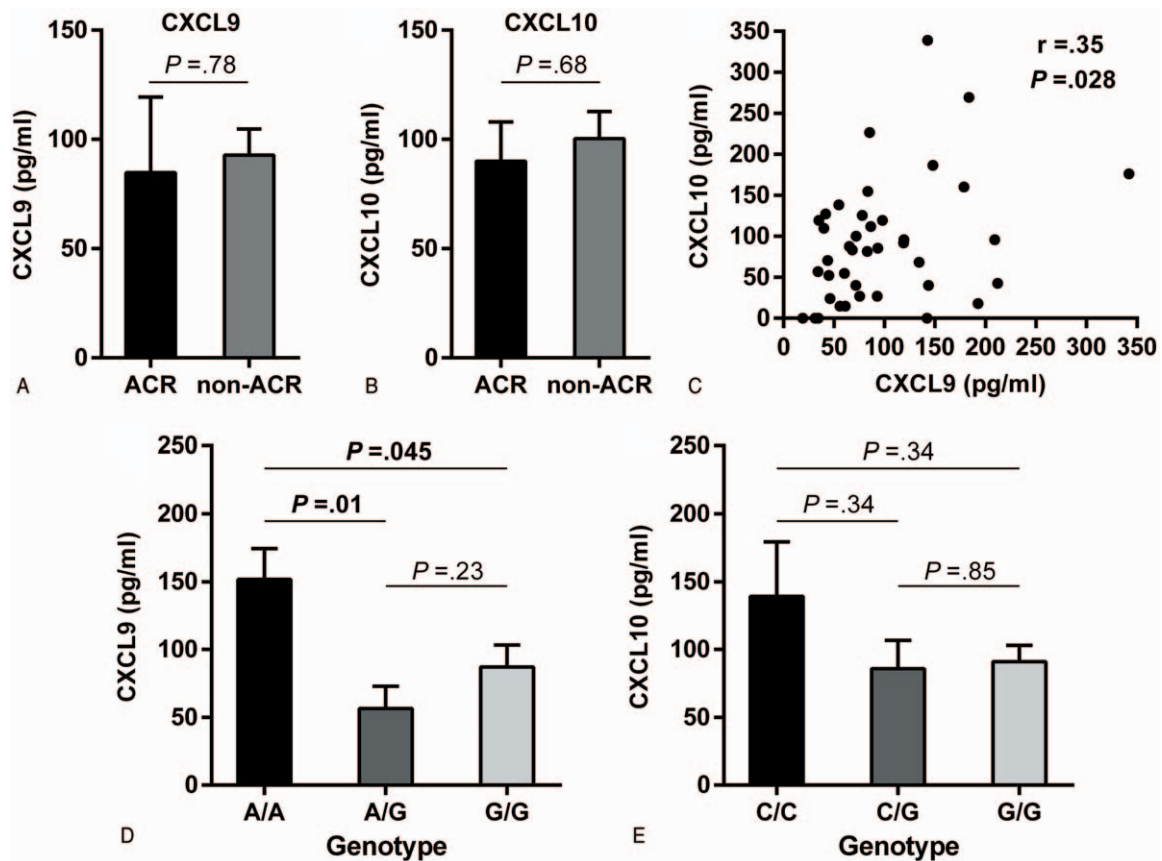 CXCL9
P =.78
CXCL9 (pg/ml)
150
100
50
0
ACR non-ACR
A
CXCL10
P =.68
CXCL10 (pg/ml)
150
100
50
0
ACR non-ACR
B
r =.35
P =.028
CXCL10 (pg/ml)
350
300
250
200
150
100
50
0
0 50 100 150 200 250 300 350
CXCL9 (pg/ml)
C
P =.045
P =.01
P =.23
CXCL9 (pg/ml)
250
200
150
100
50
0
A/A A/G G/G
Genotype
D
P =.34
P =.34
P =.85
CXCL10 (pg/ml)
250
200
150
100
50
0
C/C C/G G/G
Genotype
E